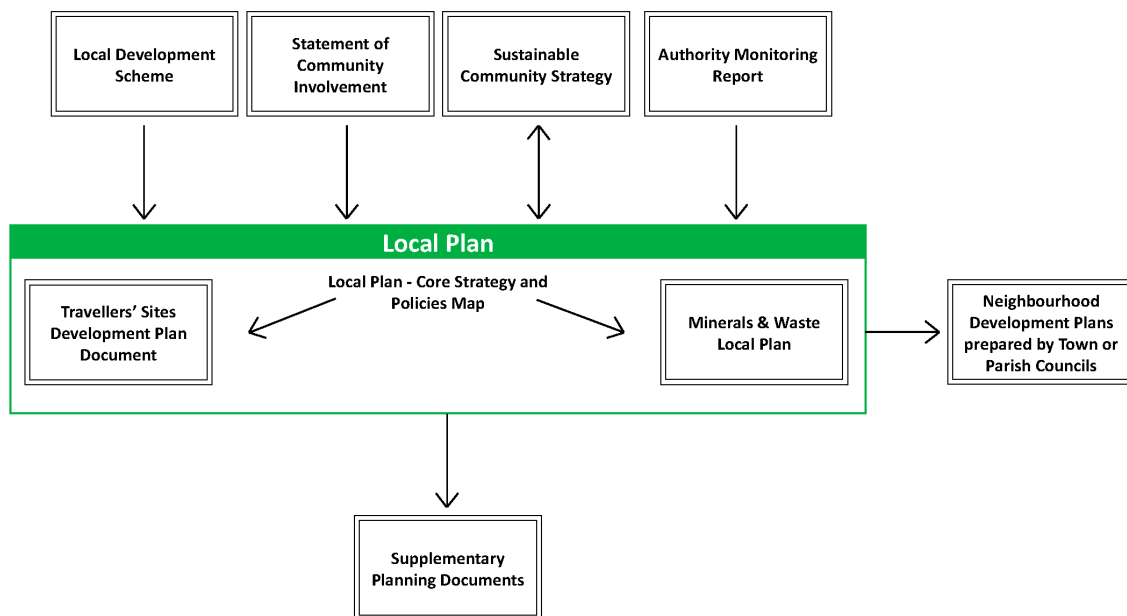 Local Development
Scheme
Statement of
Community
Involvement
Sustainable
Community Strategy
Authority Monitoring
Report
Local Plan
Travellers’ Sites
Development Plan
Document
Local Plan - Core Strategy and
Policies Map
Minerals & Waste
Local Plan
Neighbourhood
Development Plans
prepared by Town or
Parish Councils
Supplementary
Planning Documents